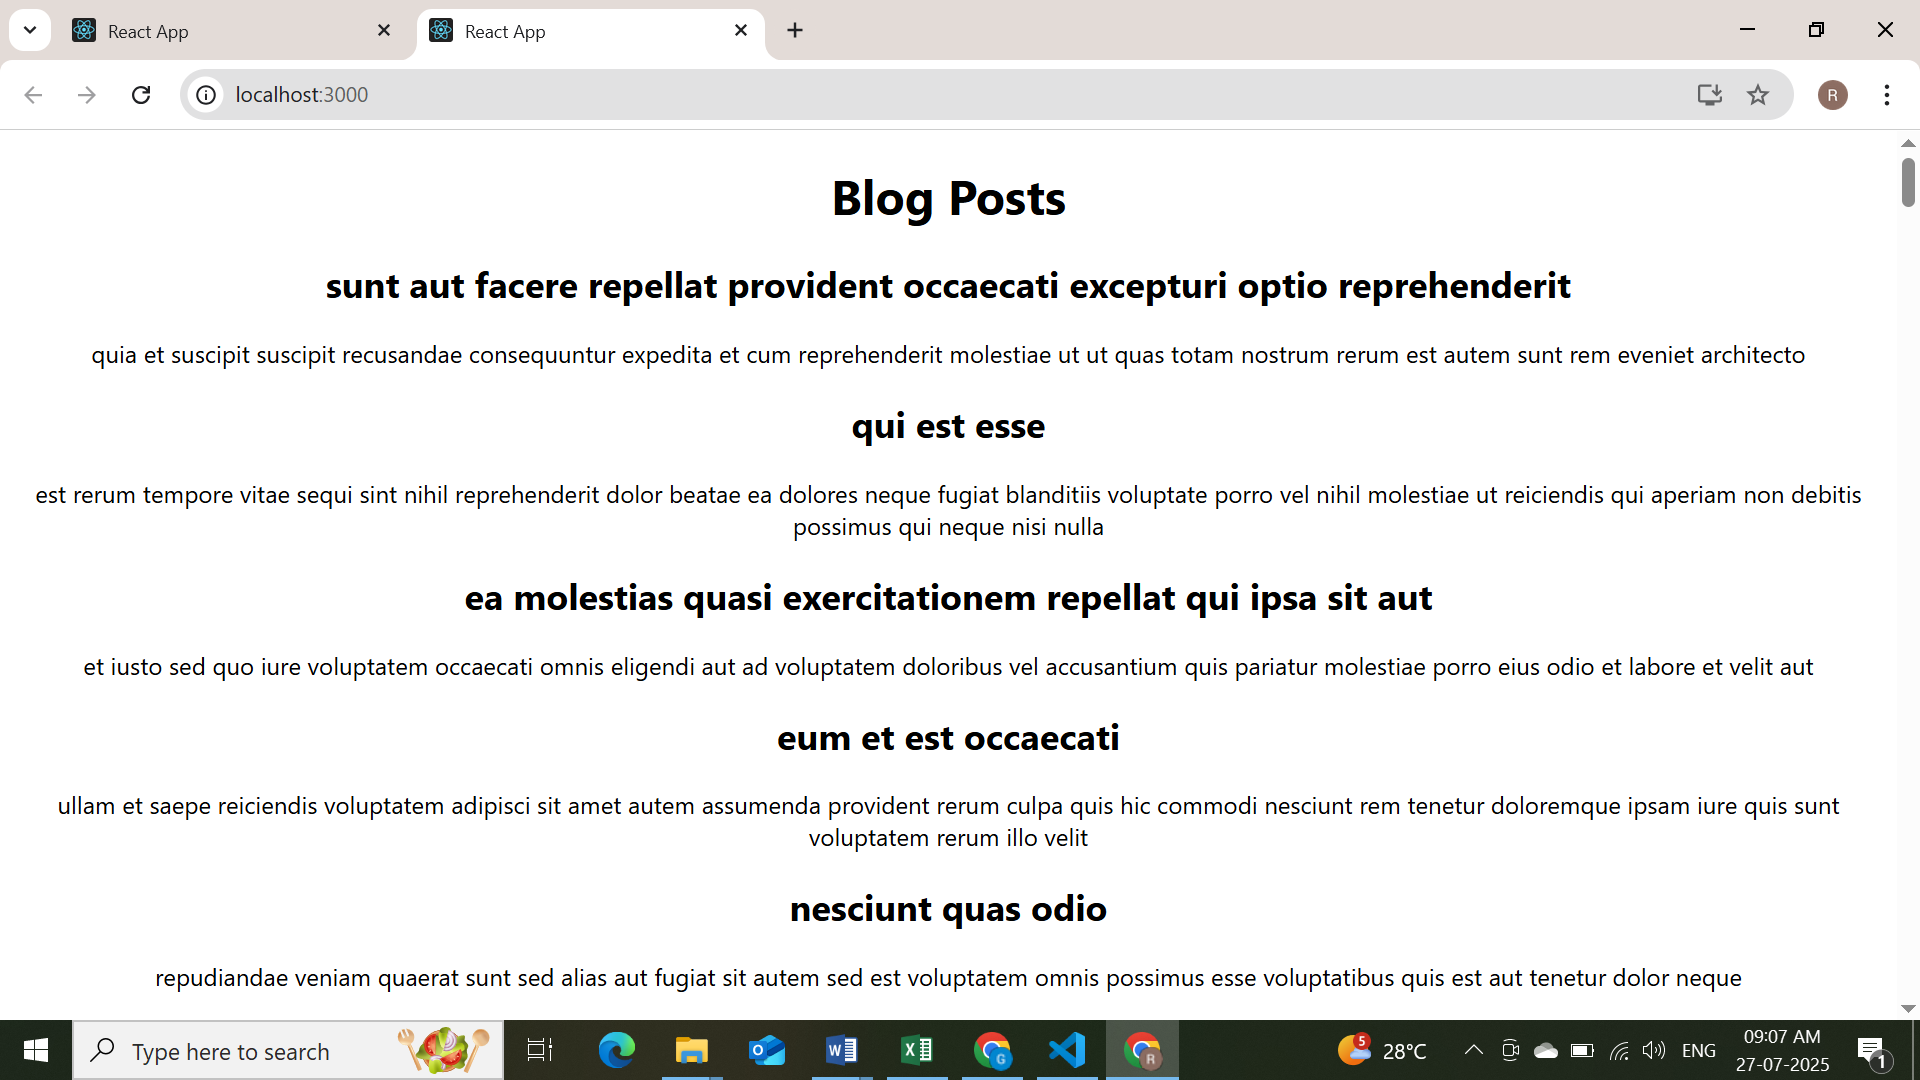 React App
React App
localhost:3000
R
Blog Posts
sunt aut facere repellat provident occaecati excepturi optio reprehenderit
quia et suscipit suscipit recusandae consequuntur expedita et cum reprehenderit molestiae ut ut quas totam nostrum rerum est autem sunt rem eveniet architecto
qui est esse
est rerum tempore vitae sequi sint nihil reprehenderit dolor beatae ea dolores neque fugiat blanditiis voluptate porro vel nihil molestiae ut reiciendis qui aperiam non debitis
possimus qui neque nisi nulla
ea molestias quasi exercitationem repellat qui ipsa sit aut
et iusto sed quo iure voluptatem occaecati omnis eligendi aut ad voluptatem doloribus vel accusantium quis pariatur molestiae porro eius odio et labore et velit aut
eum et est occaecati
ullam et saepe reiciendis voluptatem adipisci sit amet autem assumenda provident rerum culpa quis hic commodi nesciunt rem tenetur doloremque ipsam iure quis sunt
voluptatem rerum illo velit
nesciunt quas odio
repudiandae veniam quaerat sunt sed alias aut fugiat sit autem sed est voluptatem omnis possimus esse voluptatibus quis est aut tenetur dolor neque
Type here to search
G
R
5
28°C
ENG
09:07 AM
27-07-2025
1